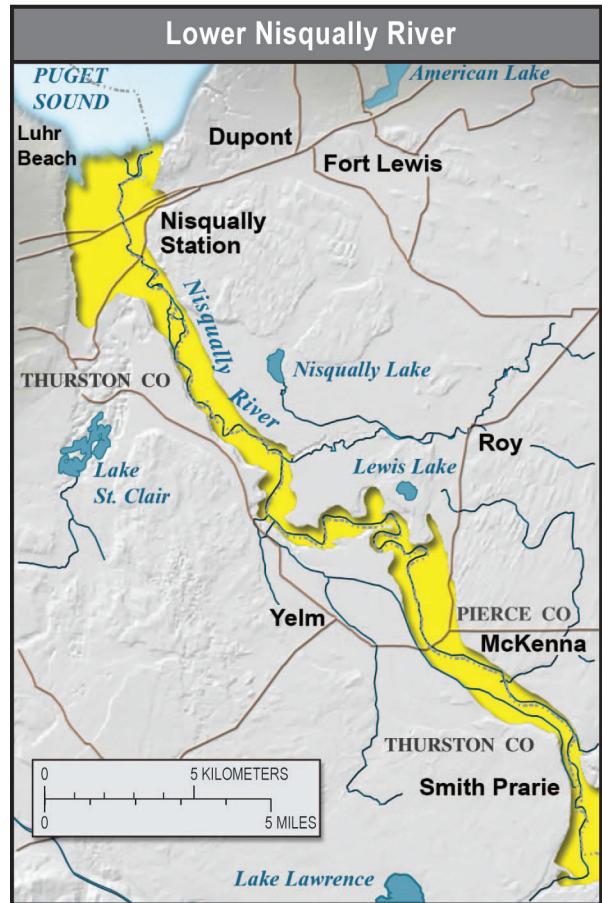 Lower Nisqually River
PUGET
SOUND
American Lake
Luhr
Beach
Dupont
Fort Lewis
Nisqually
Station
Nisqually
River
THURSTON CO
Nisqually Lake
Lake
St. Clair
Roy
Lewis Lake
Yelm
PIERCE CO
McKenna
THURSTON CO
Smith Prarie
0 5 KILOMETERS
0 5 MILES
Lake Lawrence